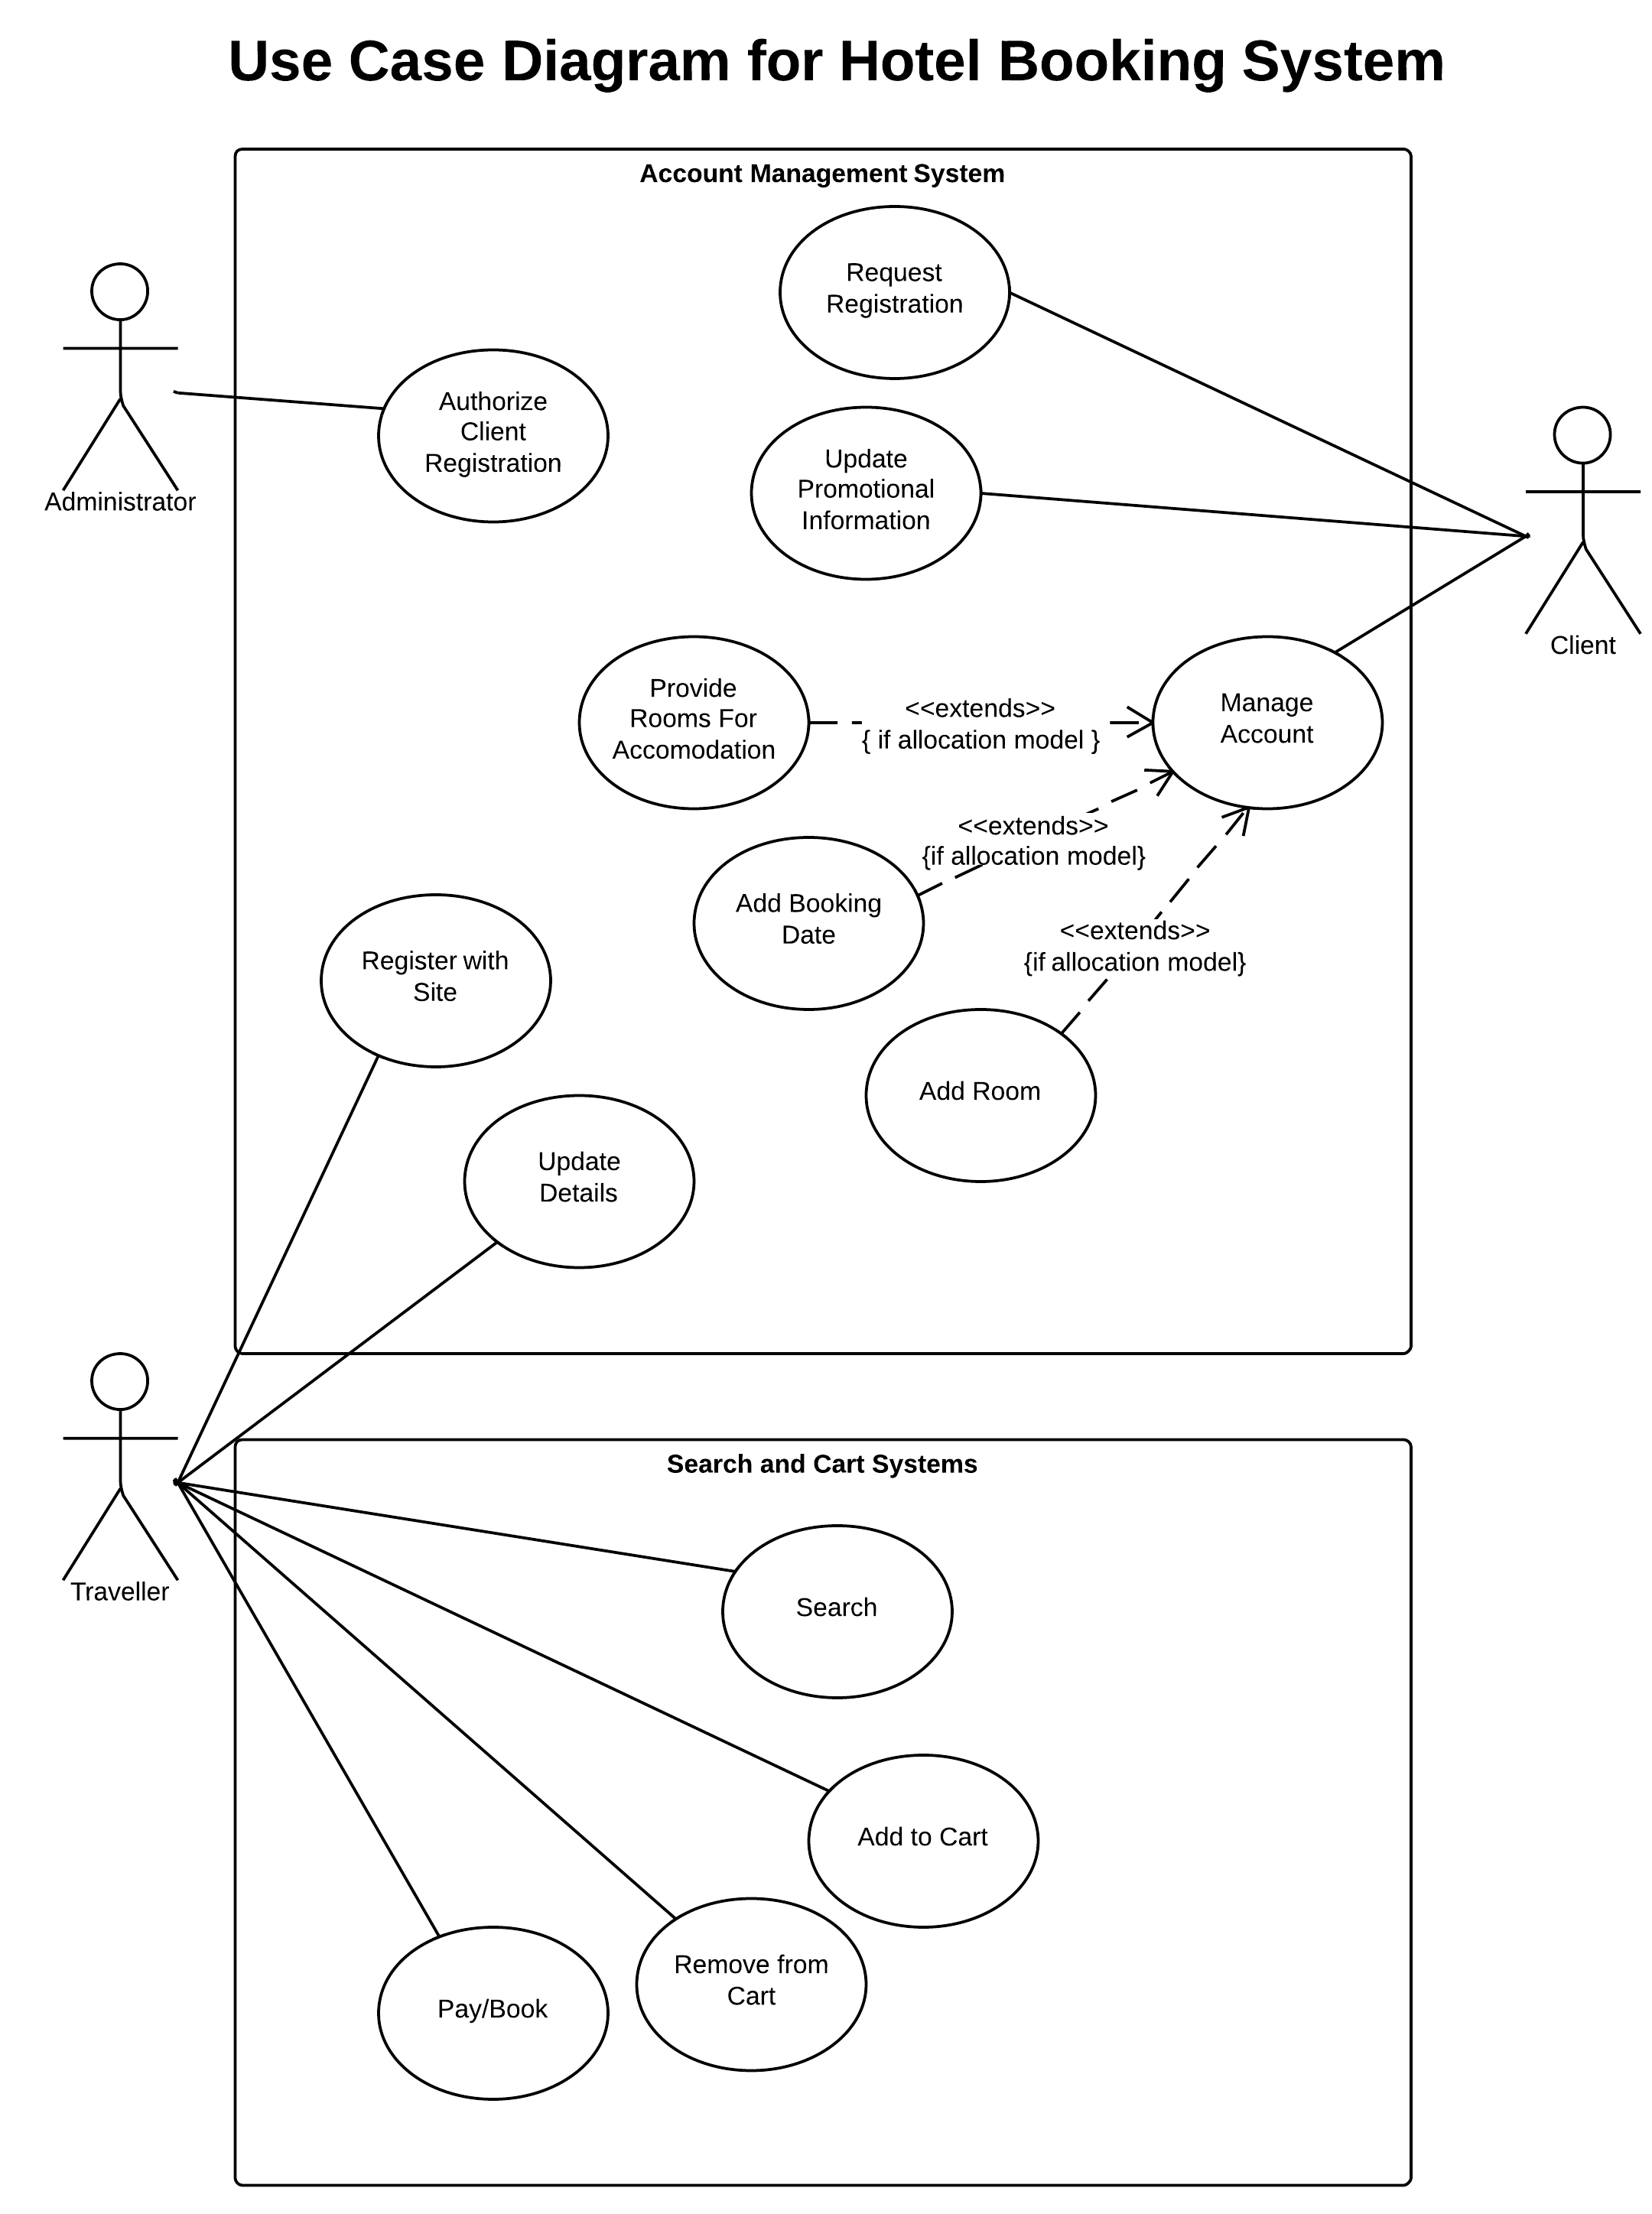 Use Case Diagram for Hotel Booking System
Account Management System
Request
Registration
Authorize
Client
Registration
Administrator
Update
Promotional
Information
Client
Provide
Rooms For
Accomodation
<<extends>>
{ if allocation model }
Manage
Account
<<extends>>
{if allocation model}
Add Booking
Date
<<extends>>
{if allocation model}
Register with
Site
Add Room
Update
Details
Traveller
Search and Cart Systems
Search
Add to Cart
Remove from
Cart
Pay/Book